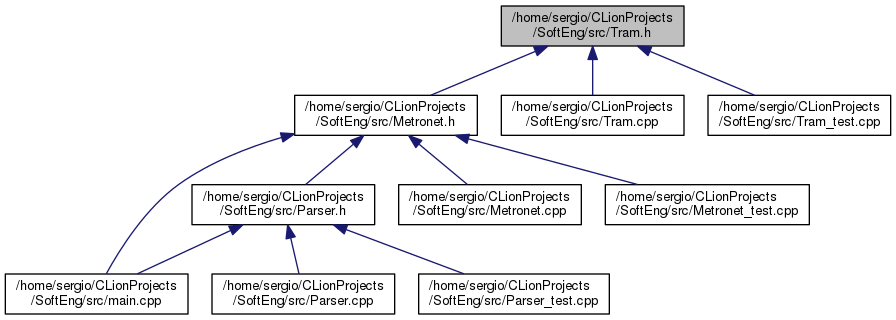 /home/sergio/CLionProjects
/SoftEng/src/Tram.h
/home/sergio/CLionProjects
/SoftEng/src/Metronet.h
/home/sergio/CLionProjects
/SoftEng/src/Tram.cpp
/home/sergio/CLionProjects
/SoftEng/src/Tram_test.cpp
/home/sergio/CLionProjects
/SoftEng/src/Parser.h
/home/sergio/CLionProjects
/SoftEng/src/Metronet.cpp
/home/sergio/CLionProjects
/SoftEng/src/Metronet_test.cpp
/home/sergio/CLionProjects
/SoftEng/src/main.cpp
/home/sergio/CLionProjects
/SoftEng/src/Parser.cpp
/home/sergio/CLionProjects
/SoftEng/src/Parser_test.cpp